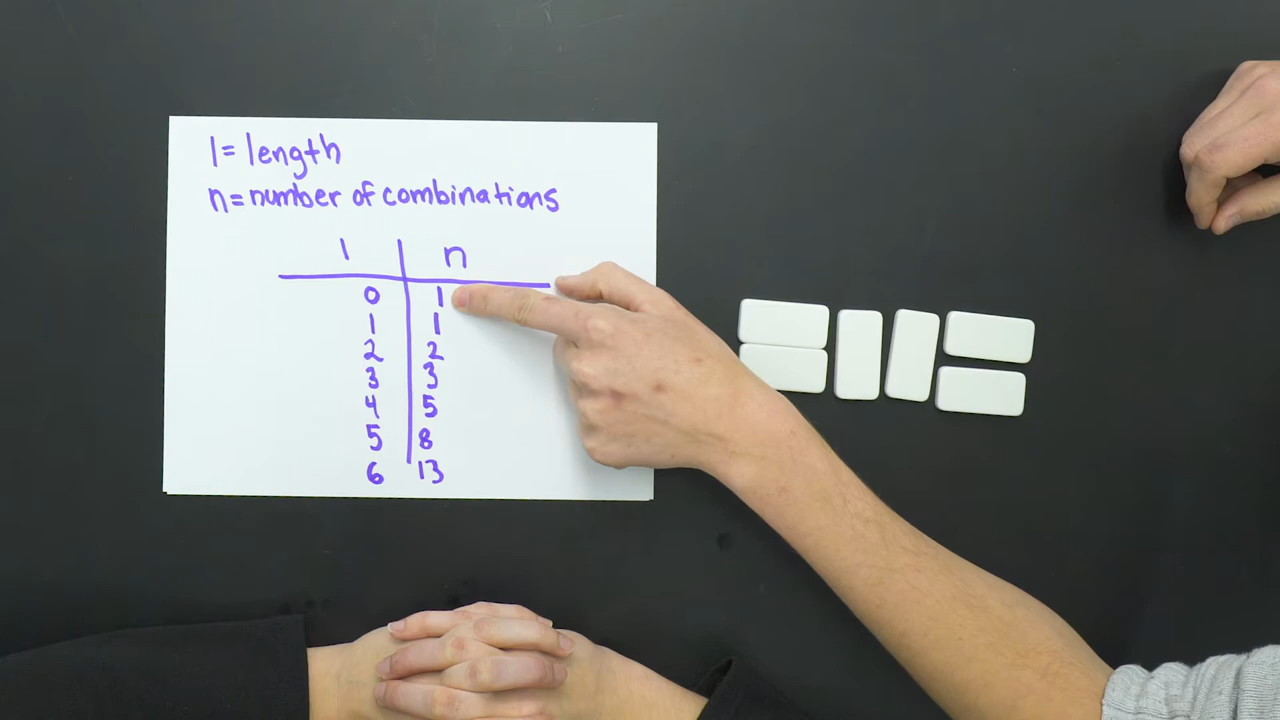 l = length
n = number of combinations
l n
0 1
1 1
2 2
3 3
4 5
5 8
6 13